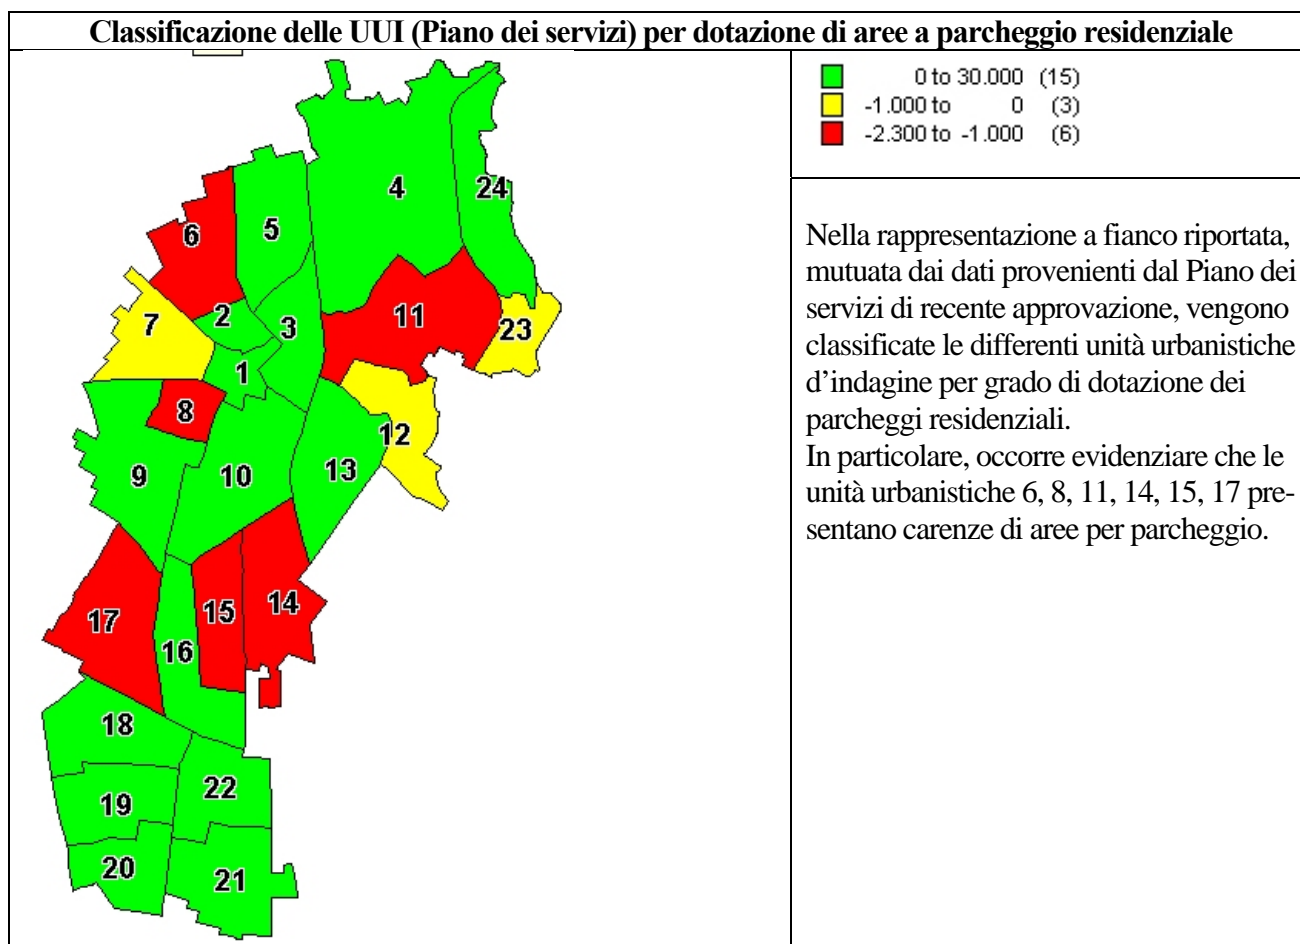 Classificazione delle UUI (Piano dei servizi) per dotazione di aree a parcheggio residenziale
0 to 30.000 (15)
-1.000 to 0 (3)
-2.300 to -1.000 (6)
4
24
5
6
2
3
7
11
23
1
8
12
9
10
13
17
15
14
16
18
22
19
20
21
Nella rappresentazione a fianco riportata,
mutuata dai dati provenienti dal Piano dei
servizi di recente approvazione, vengono
classificate le differenti unità urbanistiche
d’indagine per grado di dotazione dei
parcheggi residenziali.
In particolare, occorre evidenziare che le
unità urbanistiche 6, 8, 11, 14, 15, 17 pre-
sentano carenze di aree per parcheggio.